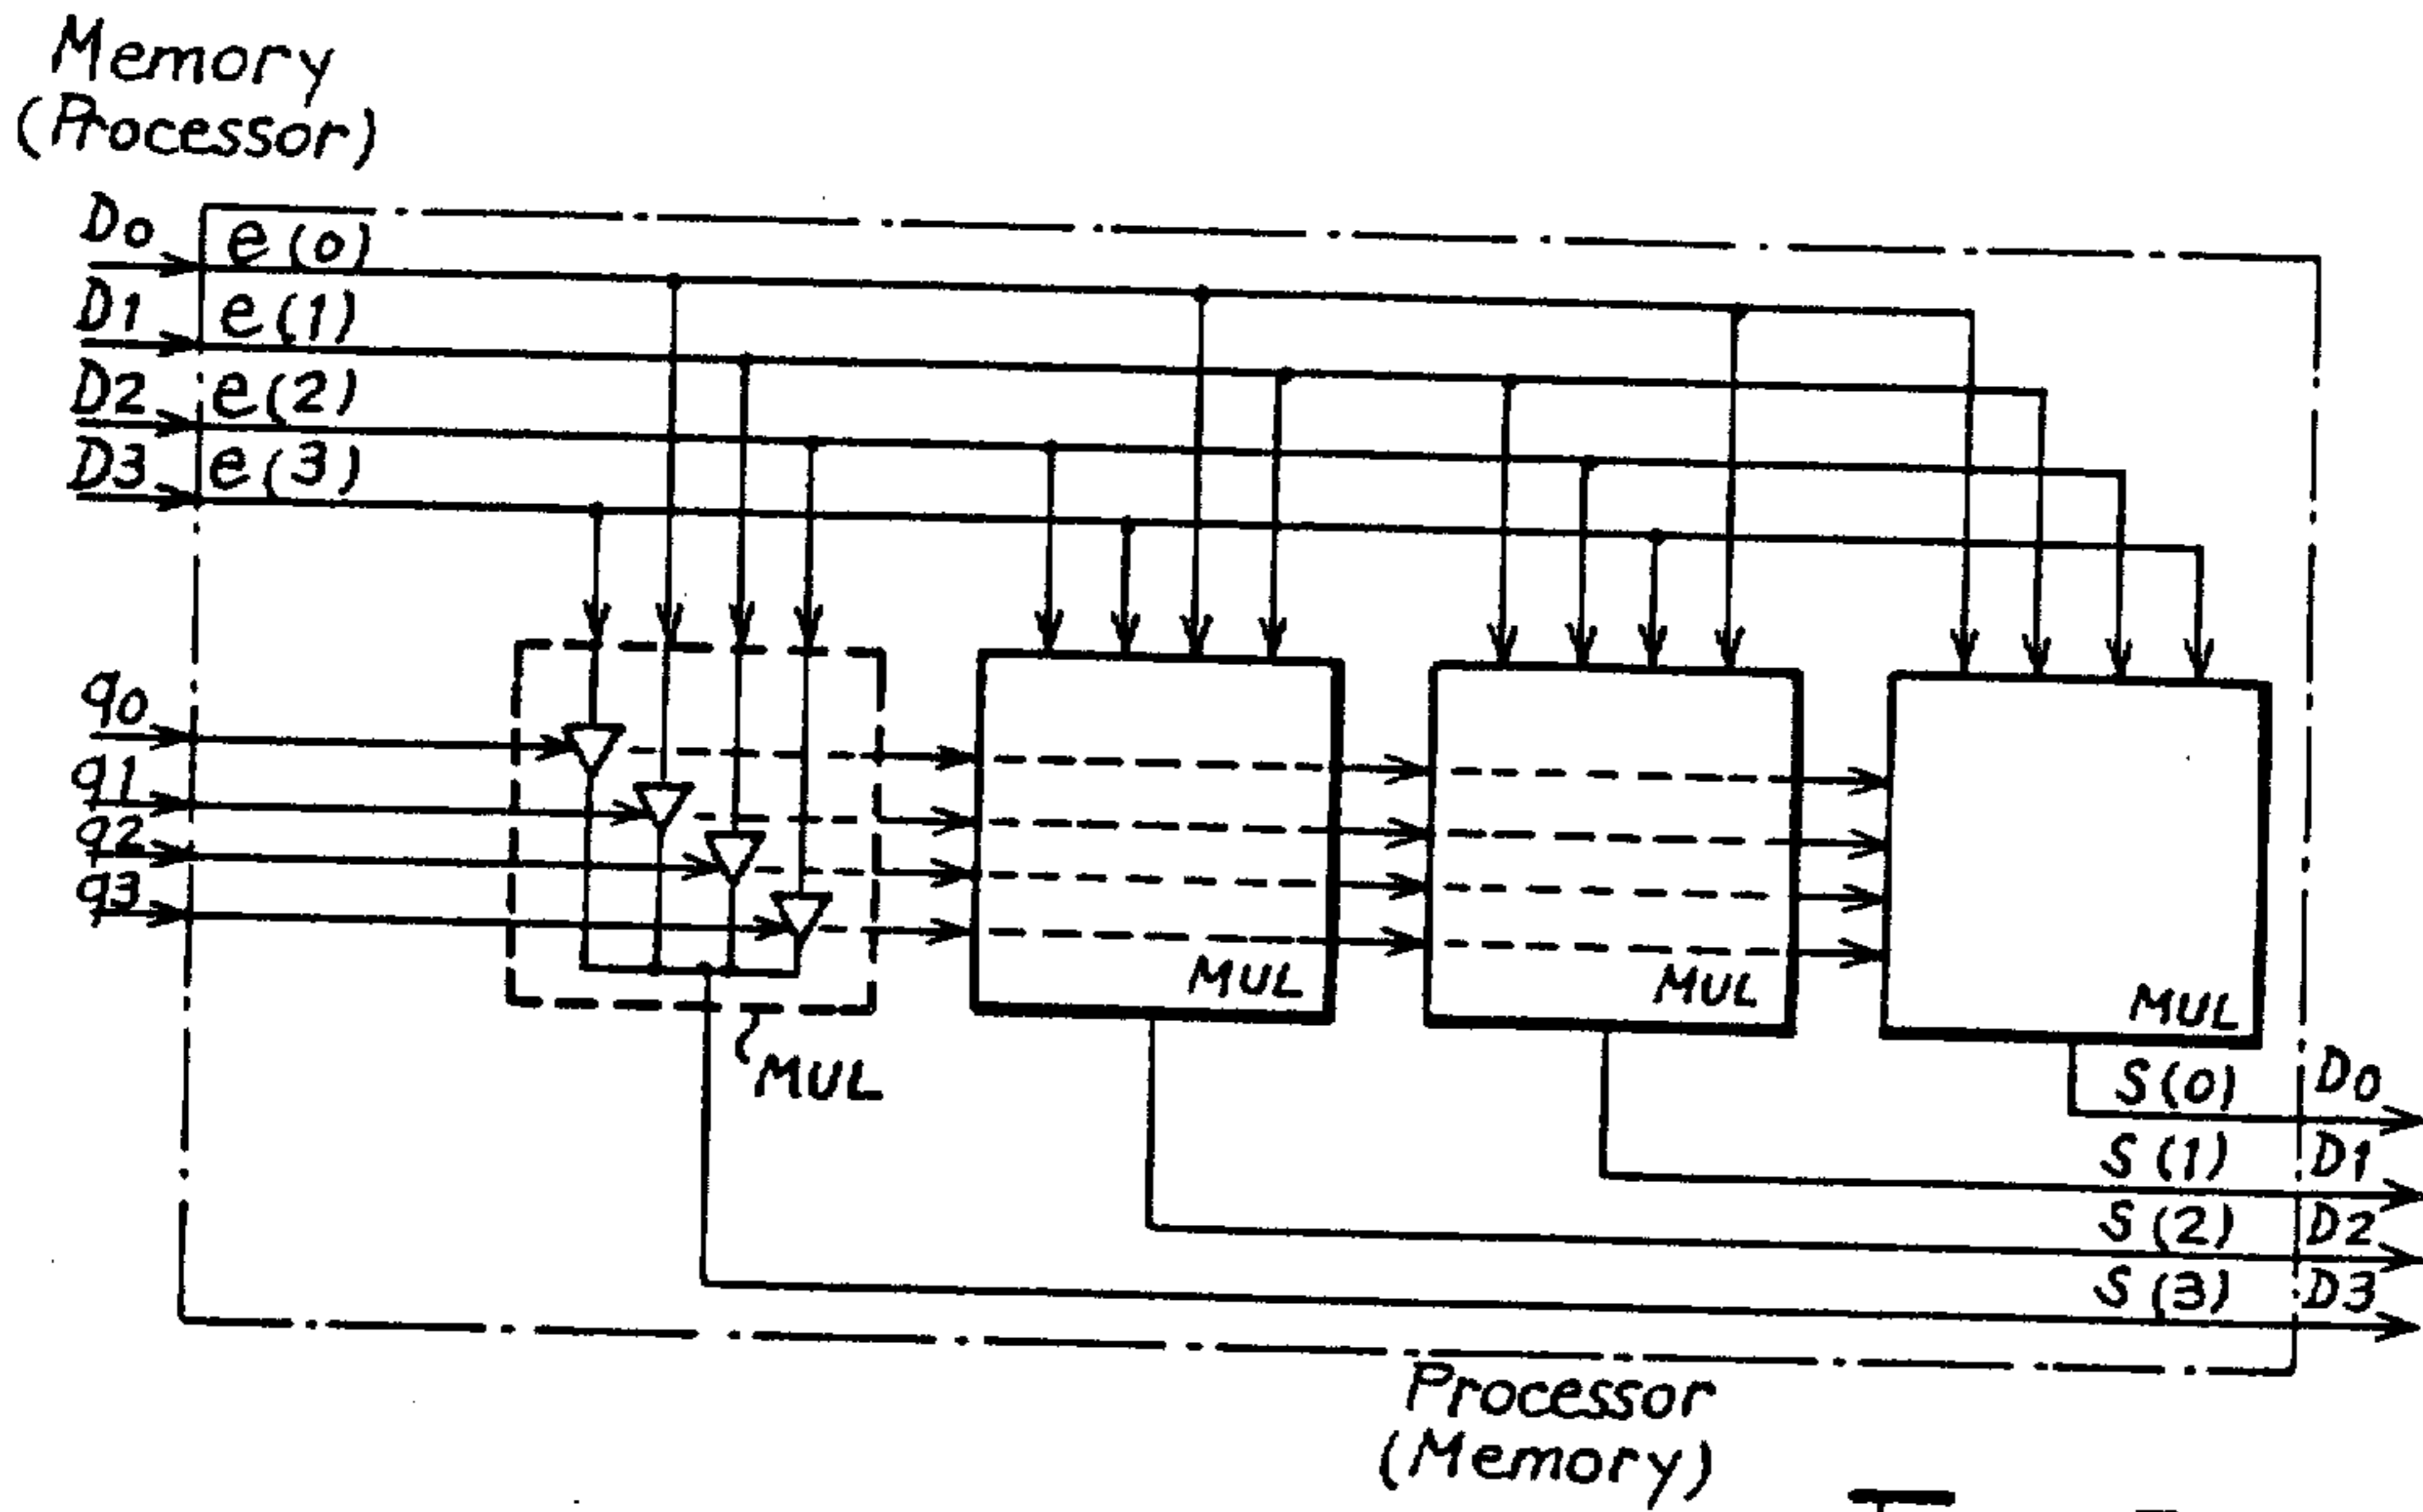 Memory
(Processor)
D0 e(0)
D1 e(1)
D2 e(2)
D3 e(3)
q0
q1
q2
q3
MUL
MUL
MUL
MUL
S(0) D0
S(1) D1
S(2) D2
S(3) D3
Processor
(Memory)